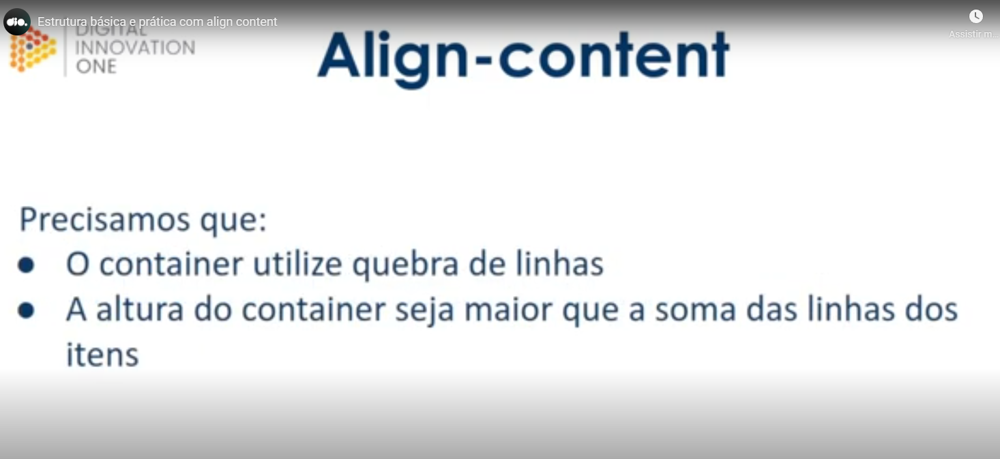 dio. Estrutura básica e prática com align content
Assistir m...
DIGITAL
INNOVATION
ONE
Align-content
Precisamos que:
● O container utilize quebra de linhas
● A altura do container seja maior que a soma das linhas dos
itens